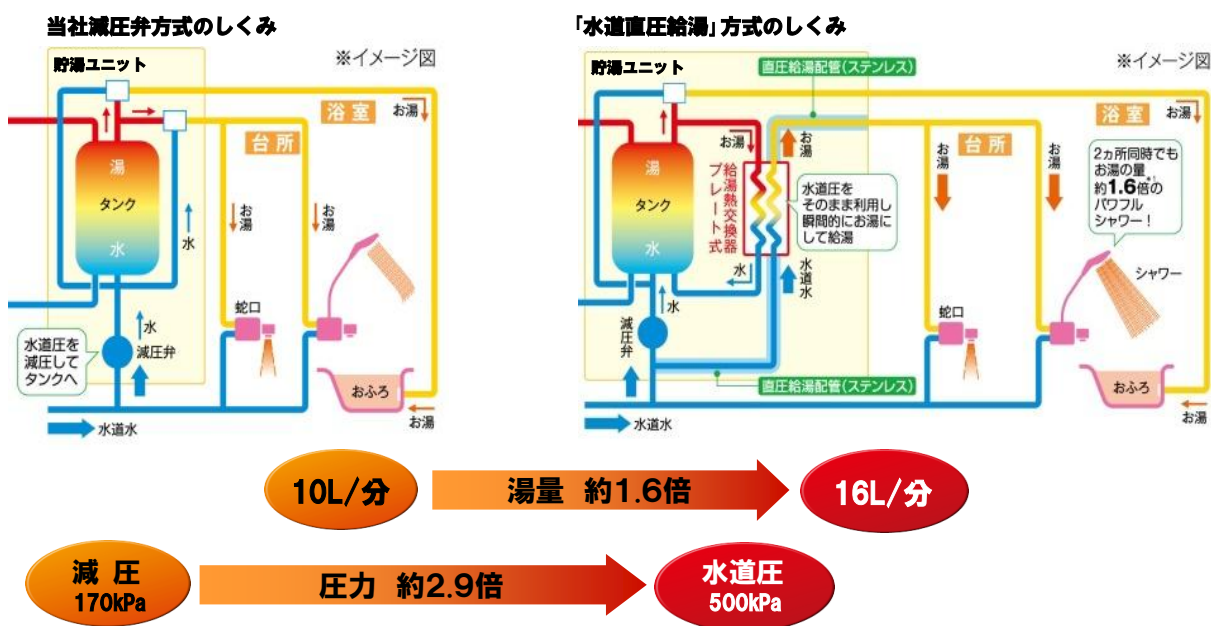 当社減圧弁方式のしくみ
貯湯ユニット
※イメージ図
浴室
お湯
台所
湯
タンク
水
水
お湯
お湯
蛇口
水
減圧弁
水道圧を
減圧して
タンクへ
おふろ
お湯
水道水
「水道直圧給湯」方式のしくみ
貯湯ユニット
直圧給湯配管(ステンレス)
※イメージ図
浴室
お湯
お湯
お湯
台所
お湯
お湯
2ヵ所同時でも
お湯の量
約1.6倍*¹の
パワフル
シャワー!
湯
タンク
水
プレート式
給湯熱交換器
水道圧を
そのまま利用し
瞬間的にお湯に
して給湯
水
水道水
シャワー
水
減圧弁
蛇口
直圧給湯配管(ステンレス)
おふろ
お湯
水道水
10L/分
湯量 約1.6倍
16L/分
減圧
170kPa
圧力 約2.9倍
水道圧
500kPa